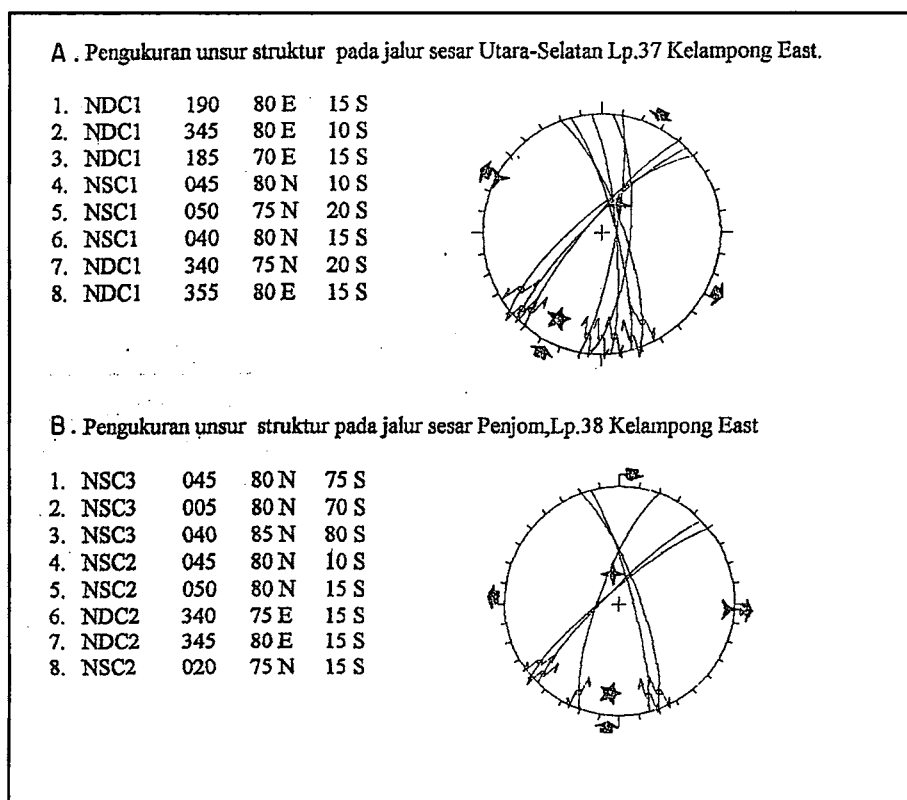 A . Pengukuran unsur struktur pada jalur sesar Utara-Selatan Lp.37 Kelampong East.
1. NDC1 190 80 E 15 S
2. NDC1 345 80 E 10 S
3. NDC1 185 70 E 15 S
4. NSC1 045 80 N 10 S
5. NSC1 050 75 N 20 S
6. NSC1 040 80 N 15 S
7. NDC1 340 75 N 20 S
8. NDC1 355 80 E 15 S
B . Pengukuran unsur struktur pada jalur sesar Penjom,Lp.38 Kelampong East
1. NSC3 045 80 N 75 S
2. NSC3 005 80 N 70 S
3. NSC3 040 85 N 80 S
4. NSC2 045 80 N 10 S
5. NSC2 050 80 N 15 S
6. NDC2 340 75 E 15 S
7. NDC2 345 80 E 15 S
8. NSC2 020 75 N 15 S